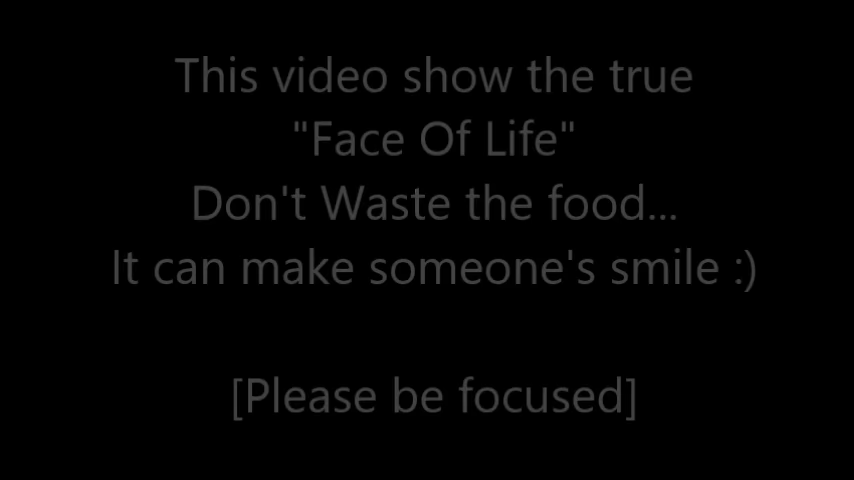 This video show the true
"Face Of Life"
Don't Waste the food...
It can make someone's smile :)
[Please be focused]